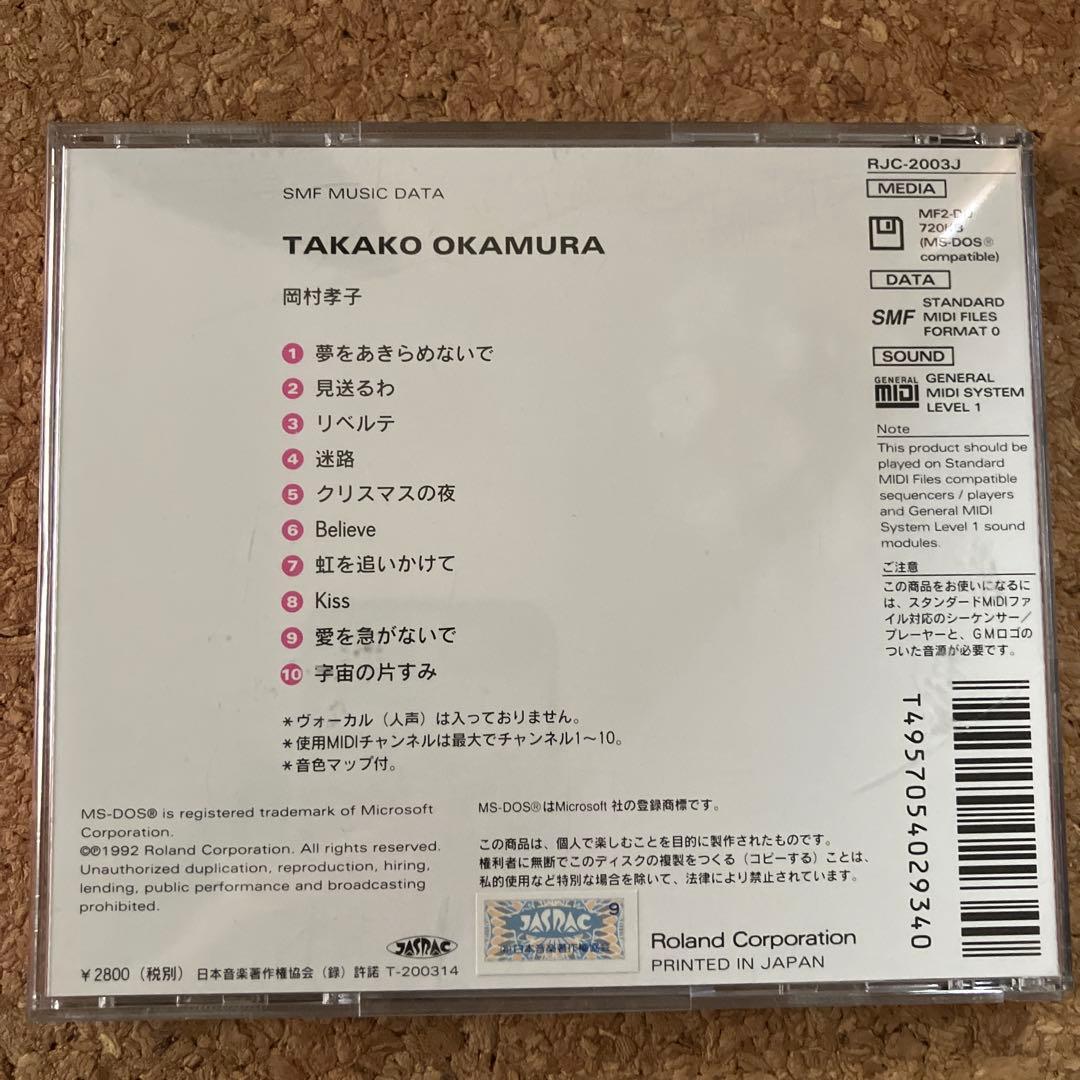 SMF MUSIC DATA
TAKAKO OKAMURA
岡村孝子
1 夢をあきらめないで
2 見送るわ
3 リベルテ
4 迷路
5 クリスマスの夜
6 Believe
7 虹を追いかけて
8 Kiss
9 愛を急がないで
10 宇宙の片すみ
*ヴォーカル（人声）は入っておりません。
*使用MIDIチャンネルは最大でチャンネル1〜10。
*音色マップ付。
RJC-2003J
MEDIA
(MS-DOS®
compatible)
DATA
SMF
STANDARD
MIDI FILES
FORMAT 0
SOUND
GENERAL
MIDI
GENERAL
MIDI SYSTEM
LEVEL 1
Note
This product should be
played on Standard
MIDI Files compatible
sequencers / players
and General MIDI
System Level 1 sound
modules.
ご注意
この商品をお使いになるに
は、スタンダードMIDIファ
イル対応のシーケンサー／
プレーヤーと、GMロゴの
ついた音源が必要です。
T4957054029340
MS-DOS® is registered trademark of Microsoft
Corporation.
©℗1992 Roland Corporation. All rights reserved.
Unauthorized duplication, reproduction, hiring,
lending, public performance and broadcasting
prohibited.
MS-DOS®はMicrosoft 社の登録商標です。
この商品は、個人で楽しむことを目的に製作されたものです。
権利者に無断でこのディスクの複製をつくる（コピーする）ことは、
私的使用など特別な場合を除いて、法律により禁止されています。
JASRAC
¥2800（税別） 日本音楽著作権協会（録）許諾 T-200314
JASRAC
9
日本音楽著作権協会
Roland Corporation
PRINTED IN JAPAN